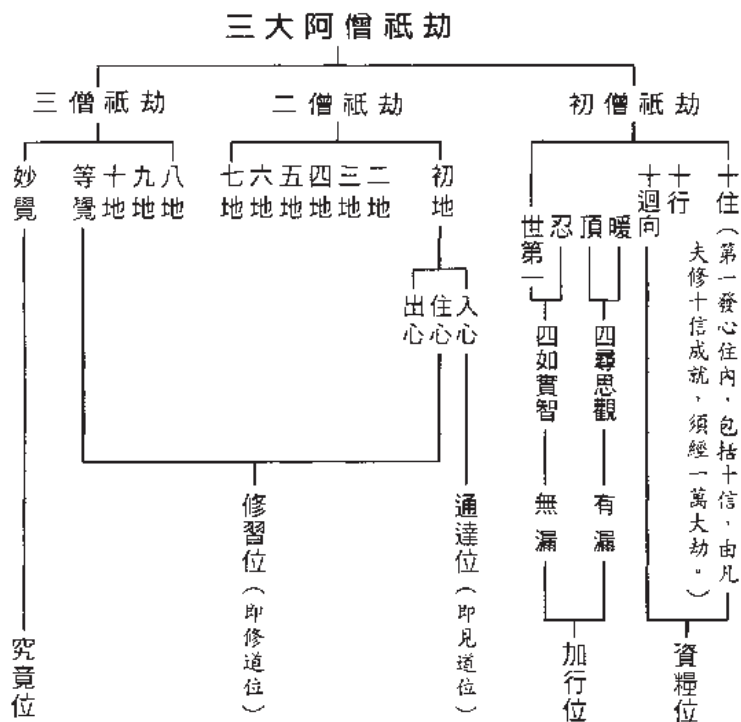 三大阿僧祇劫
初僧祇劫
二僧祇劫
三僧祇劫
十住（第一發心住內，包括十信，由凡
夫修十信成就，須經一萬大劫。）
十行
十迴向
暖
頂
忍
世第一
四尋思觀
四如實智
有漏
無漏
資糧位
加行位
初地
二地
三地
四地
五地
六地
七地
入心
住心
出心
通達位（即見道位）
八地
九地
十地
等覺
修習位（即修道位）
妙覺
究竟位